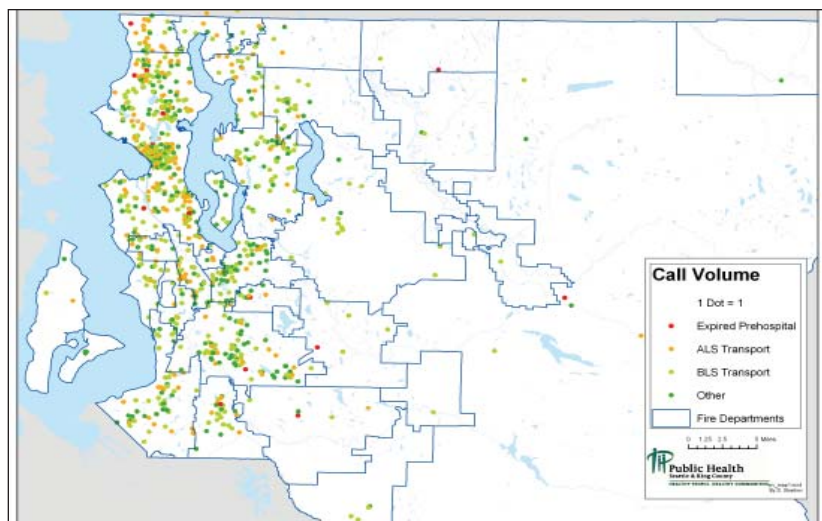 Call Volume
1 Dot = 1
Expired Prehospital
ALS Transport
BLS Transport
Other
Fire Departments
0 1.25 2.5 5 Miles
Public Health
Seattle & King County